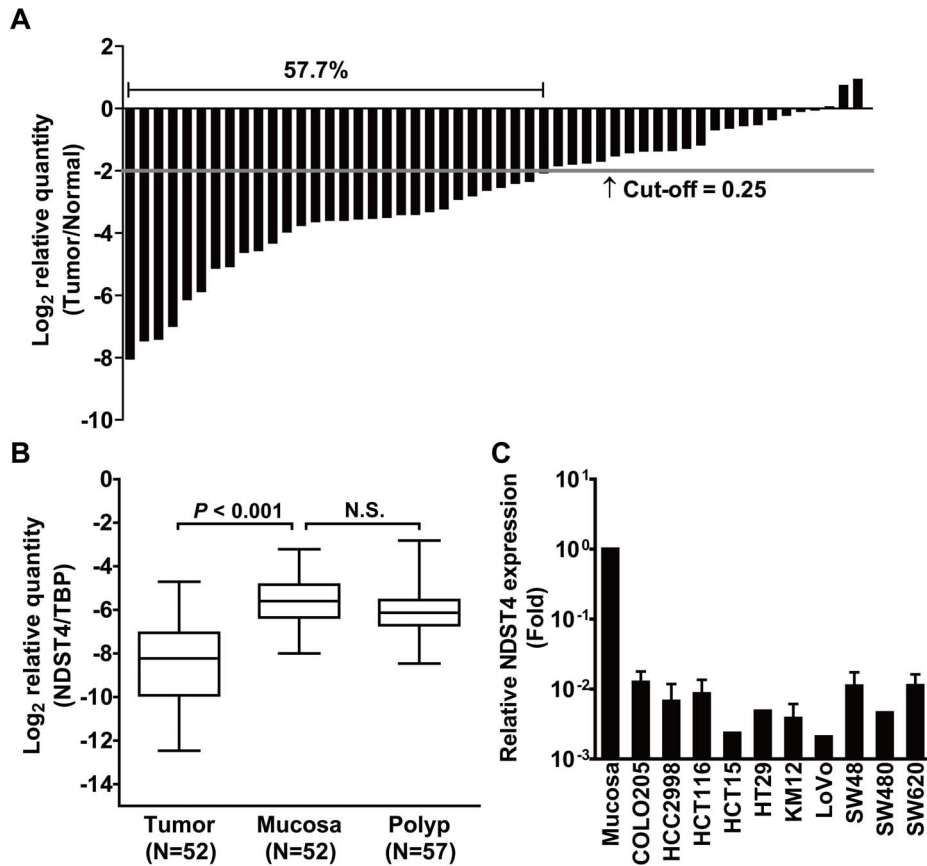 A
Log₂ relative quantity
(Tumor/Normal)
2
0
-2
-4
-6
-8
-10
57.7%
↑ Cut-off = 0.25
B
Log₂ relative quantity
(NDST4/TBP)
0
-2
-4
-6
-8
-10
-12
-14
P < 0.001
N.S.
Tumor
(N=52)
Mucosa
(N=52)
Polyp
(N=57)
C
Relative NDST4 expression
(Fold)
10¹
10⁰
10⁻¹
10⁻²
10⁻³
Mucosa
COLO205
HCC2998
HCT116
HCT15
HT29
KM12
LoVo
SW48
SW480
SW620